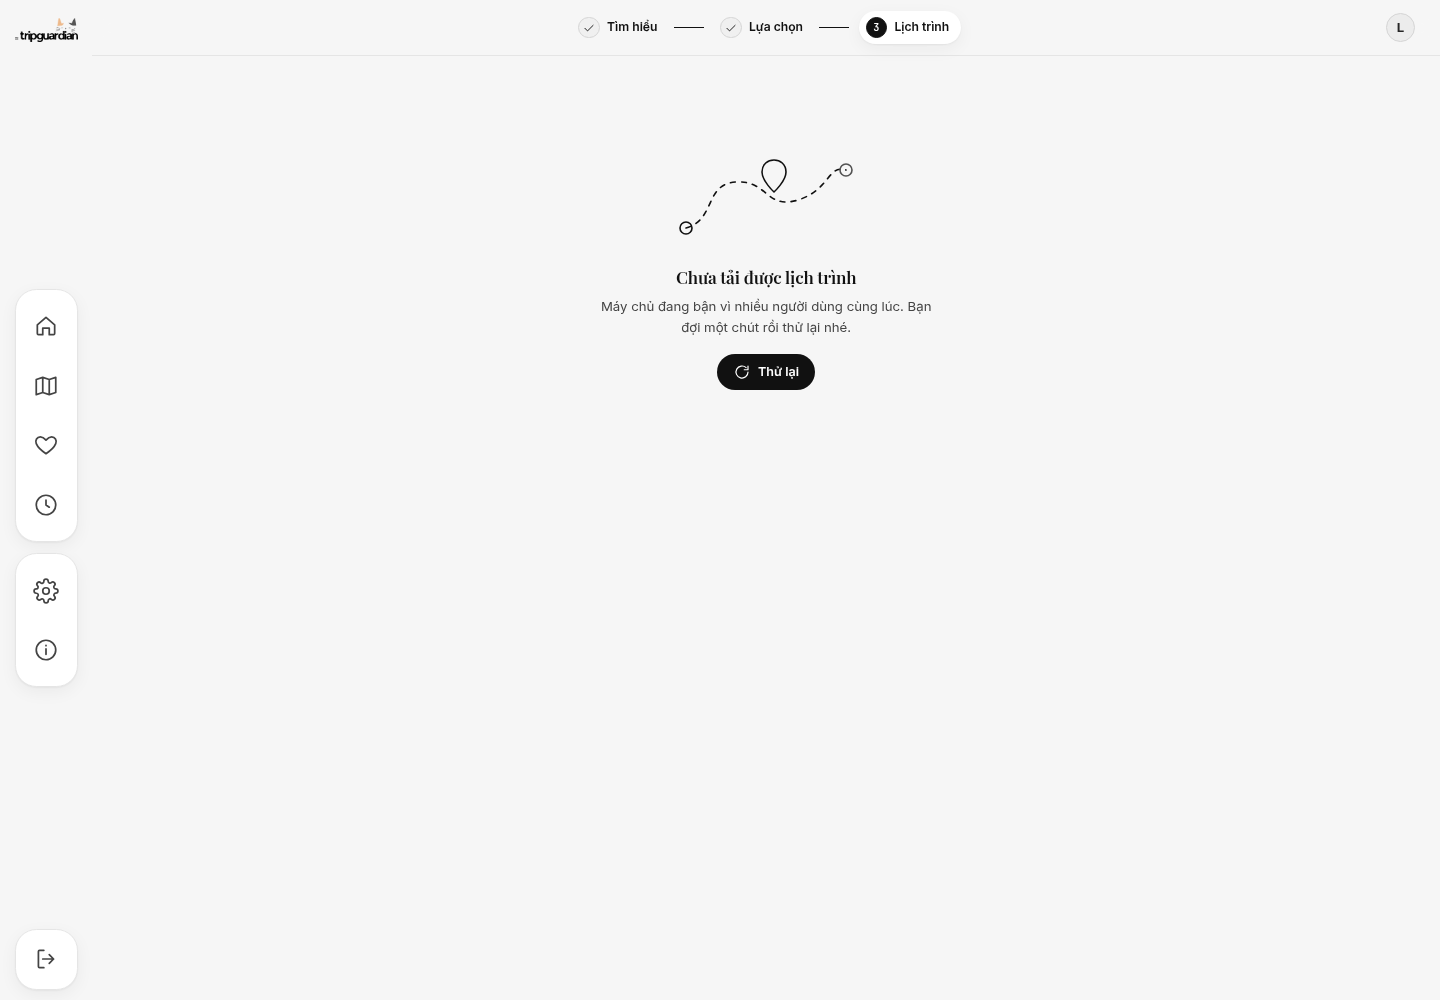 tripguardian
Tìm hiểu
Lựa chọn
3 Lịch trình
L
Chưa tải được lịch trình
Máy chủ đang bận vì nhiều người dùng cùng lúc. Bạn
đợi một chút rồi thử lại nhé.
Thử lại